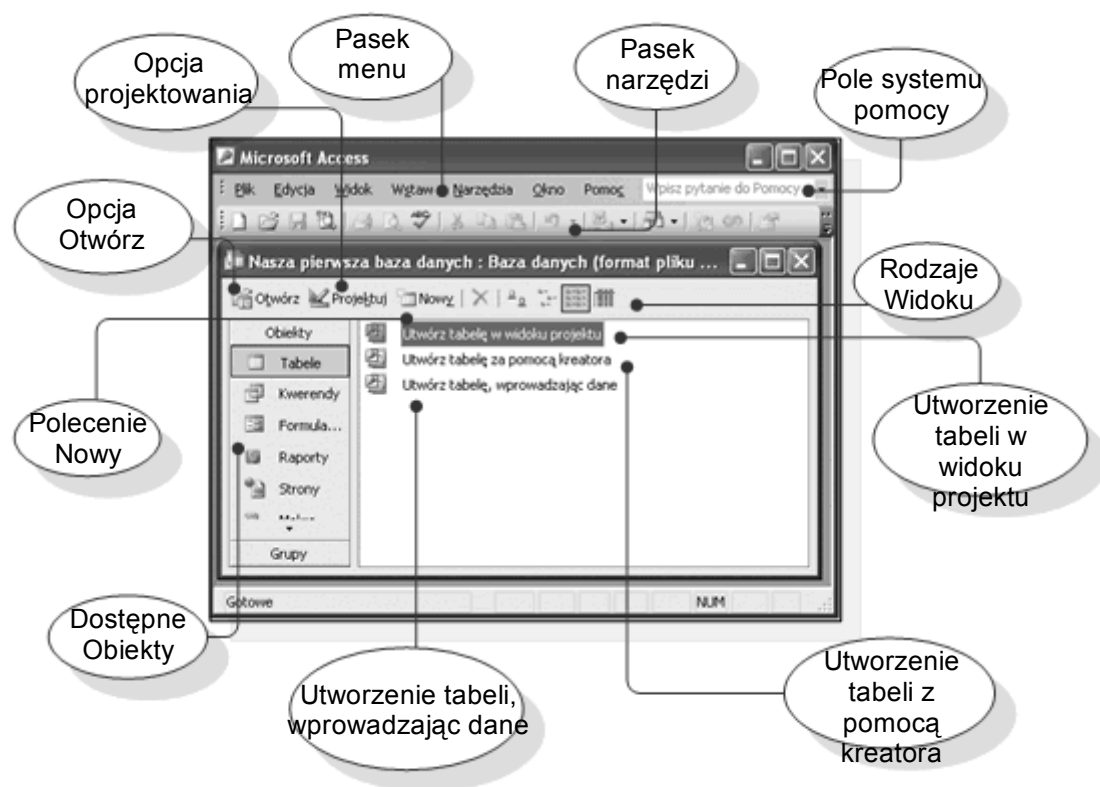 Opcja
projektowania
Pasek
menu
Pasek
narzędzi
Pole systemu
pomocy
Opcja
Otwórz
Microsoft Access
Plik Edycja Widok Wstaw Narzędzia Okno Pomoc Wpisz pytanie do Pomocy
Nasza pierwsza baza danych : Baza danych (format pliku ...
Otwórz Projektuj Nowy
Rodzaje
Widoku
Obiekty
Tabele
Kwerendy
Formula...
Raporty
Strony
Grupy
Utwórz tabelę w widoku projektu
Utwórz tabelę za pomocą kreatora
Utwórz tabelę, wprowadzając dane
Polecenie
Nowy
Utworzenie
tabeli w
widoku
projektu
Gotowe NUM
Dostępne
Obiekty
Utworzenie tabeli,
wprowadzając dane
Utworzenie
tabeli z
pomocą
kreatora